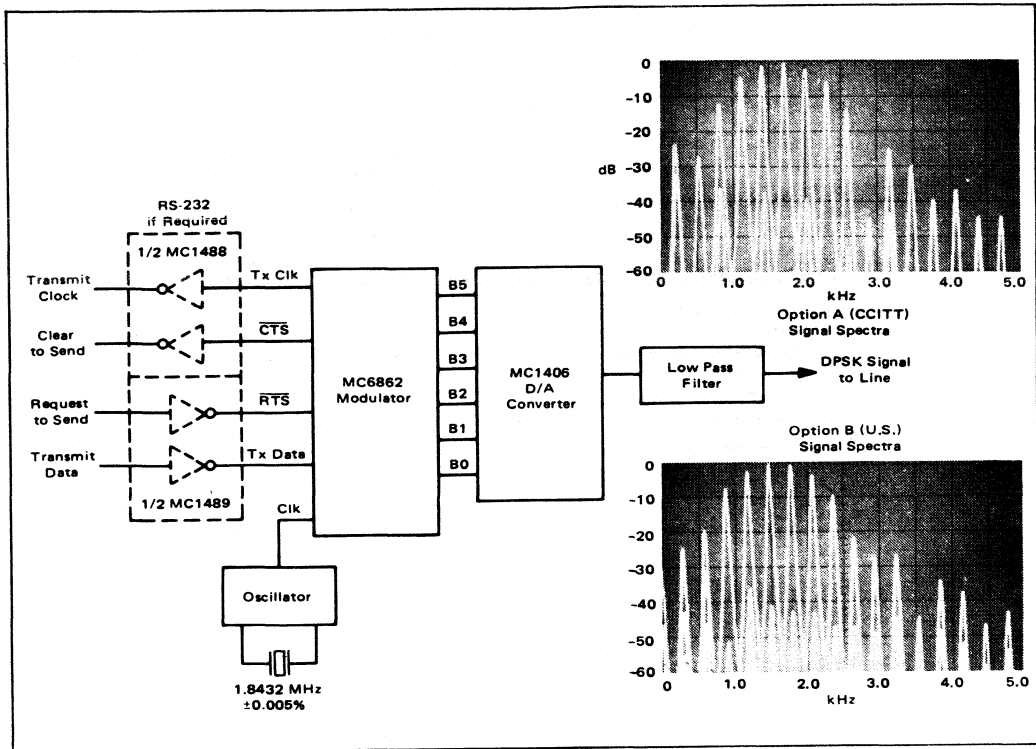 0
-10
-20
-30
dB
-40
-50
-60
0
1.0
2.0
3.0
4.0
5.0
kHz
Option A (CCITT)
Signal Spectra
RS-232
if Required
1/2 MC1488
Transmit
Clock
Tx Clk
Clear
to Send
CTS
Request
to Send
RTS
Transmit
Data
Tx Data
1/2 MC1489
Clk
MC6862
Modulator
B5
B4
B3
B2
B1
B0
MC1406
D/A
Converter
Low Pass
Filter
DPSK Signal
to Line
Oscillator
1.8432 MHz
±0.005%
Option B (U.S.)
Signal Spectra
0
-10
-20
-30
-40
-50
-60
0
1.0
2.0
3.0
4.0
5.0
kHz